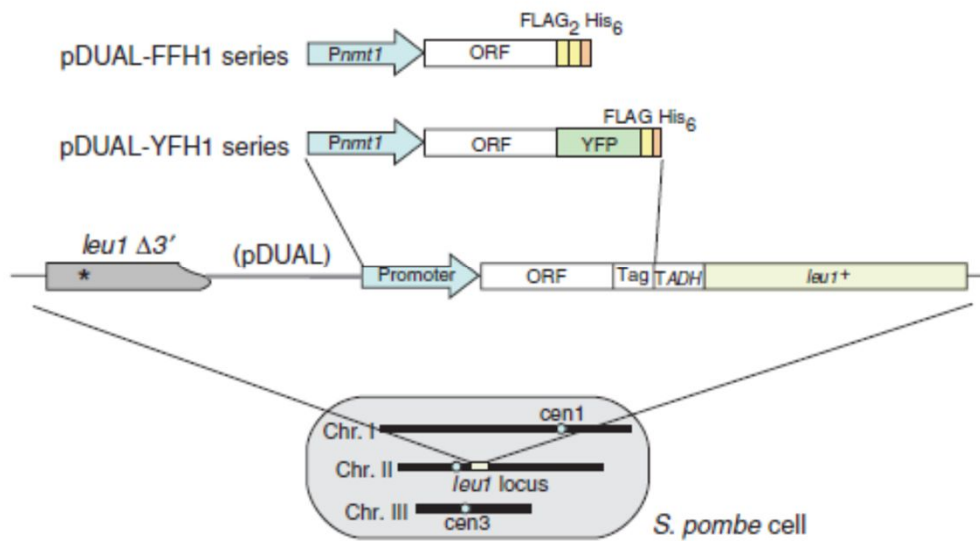 FLAG2 His6
pDUAL-FFH1 series Pnmt1 ORF
FLAG His6
pDUAL-YFH1 series Pnmt1 ORF YFP
leu1 Δ3' (pDUAL)
* Promoter ORF Tag TADH leu1+
cen1
Chr. I
Chr. II
leu1 locus
Chr. III
cen3
S. pombe cell